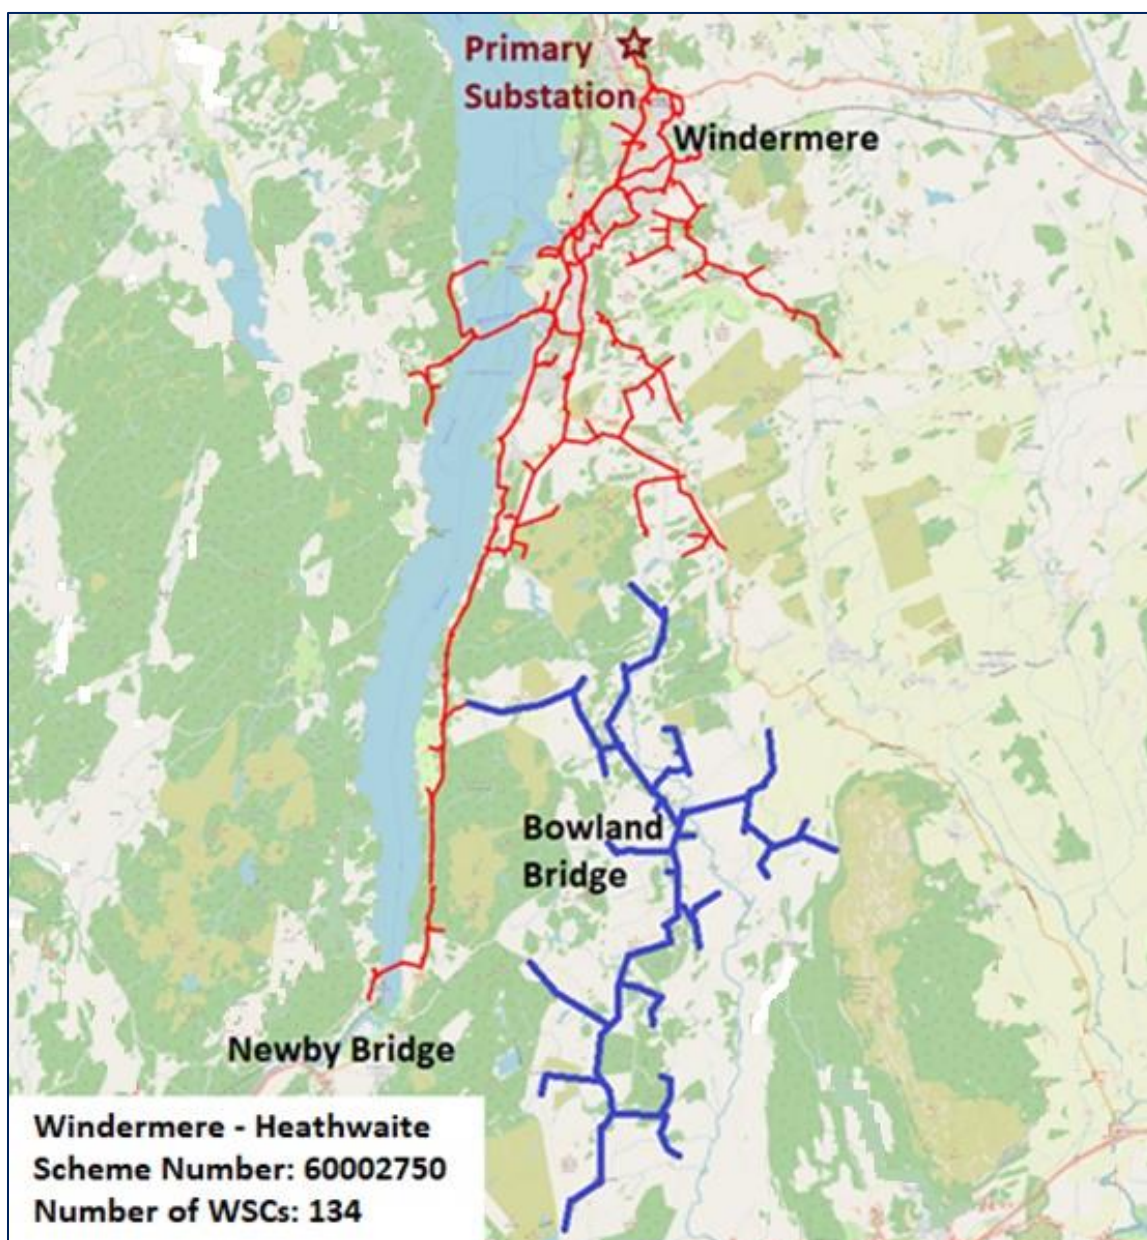 Primary
Substation
Windermere
Bowland
Bridge
Newby Bridge
Windermere - Heathwaite
Scheme Number: 60002750
Number of WSCs: 134